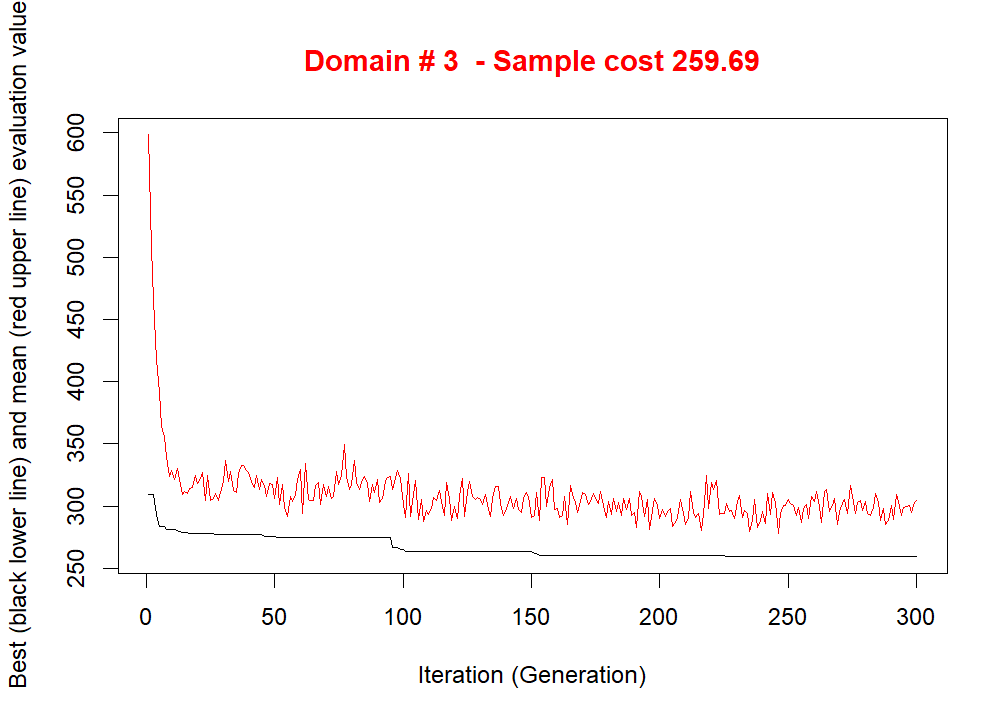 Domain # 3  - Sample cost 259.69
Best (black lower line) and mean (red upper line) evaluation value
600
550
500
450
400
350
300
250
0 50 100 150 200 250 300
Iteration (Generation)